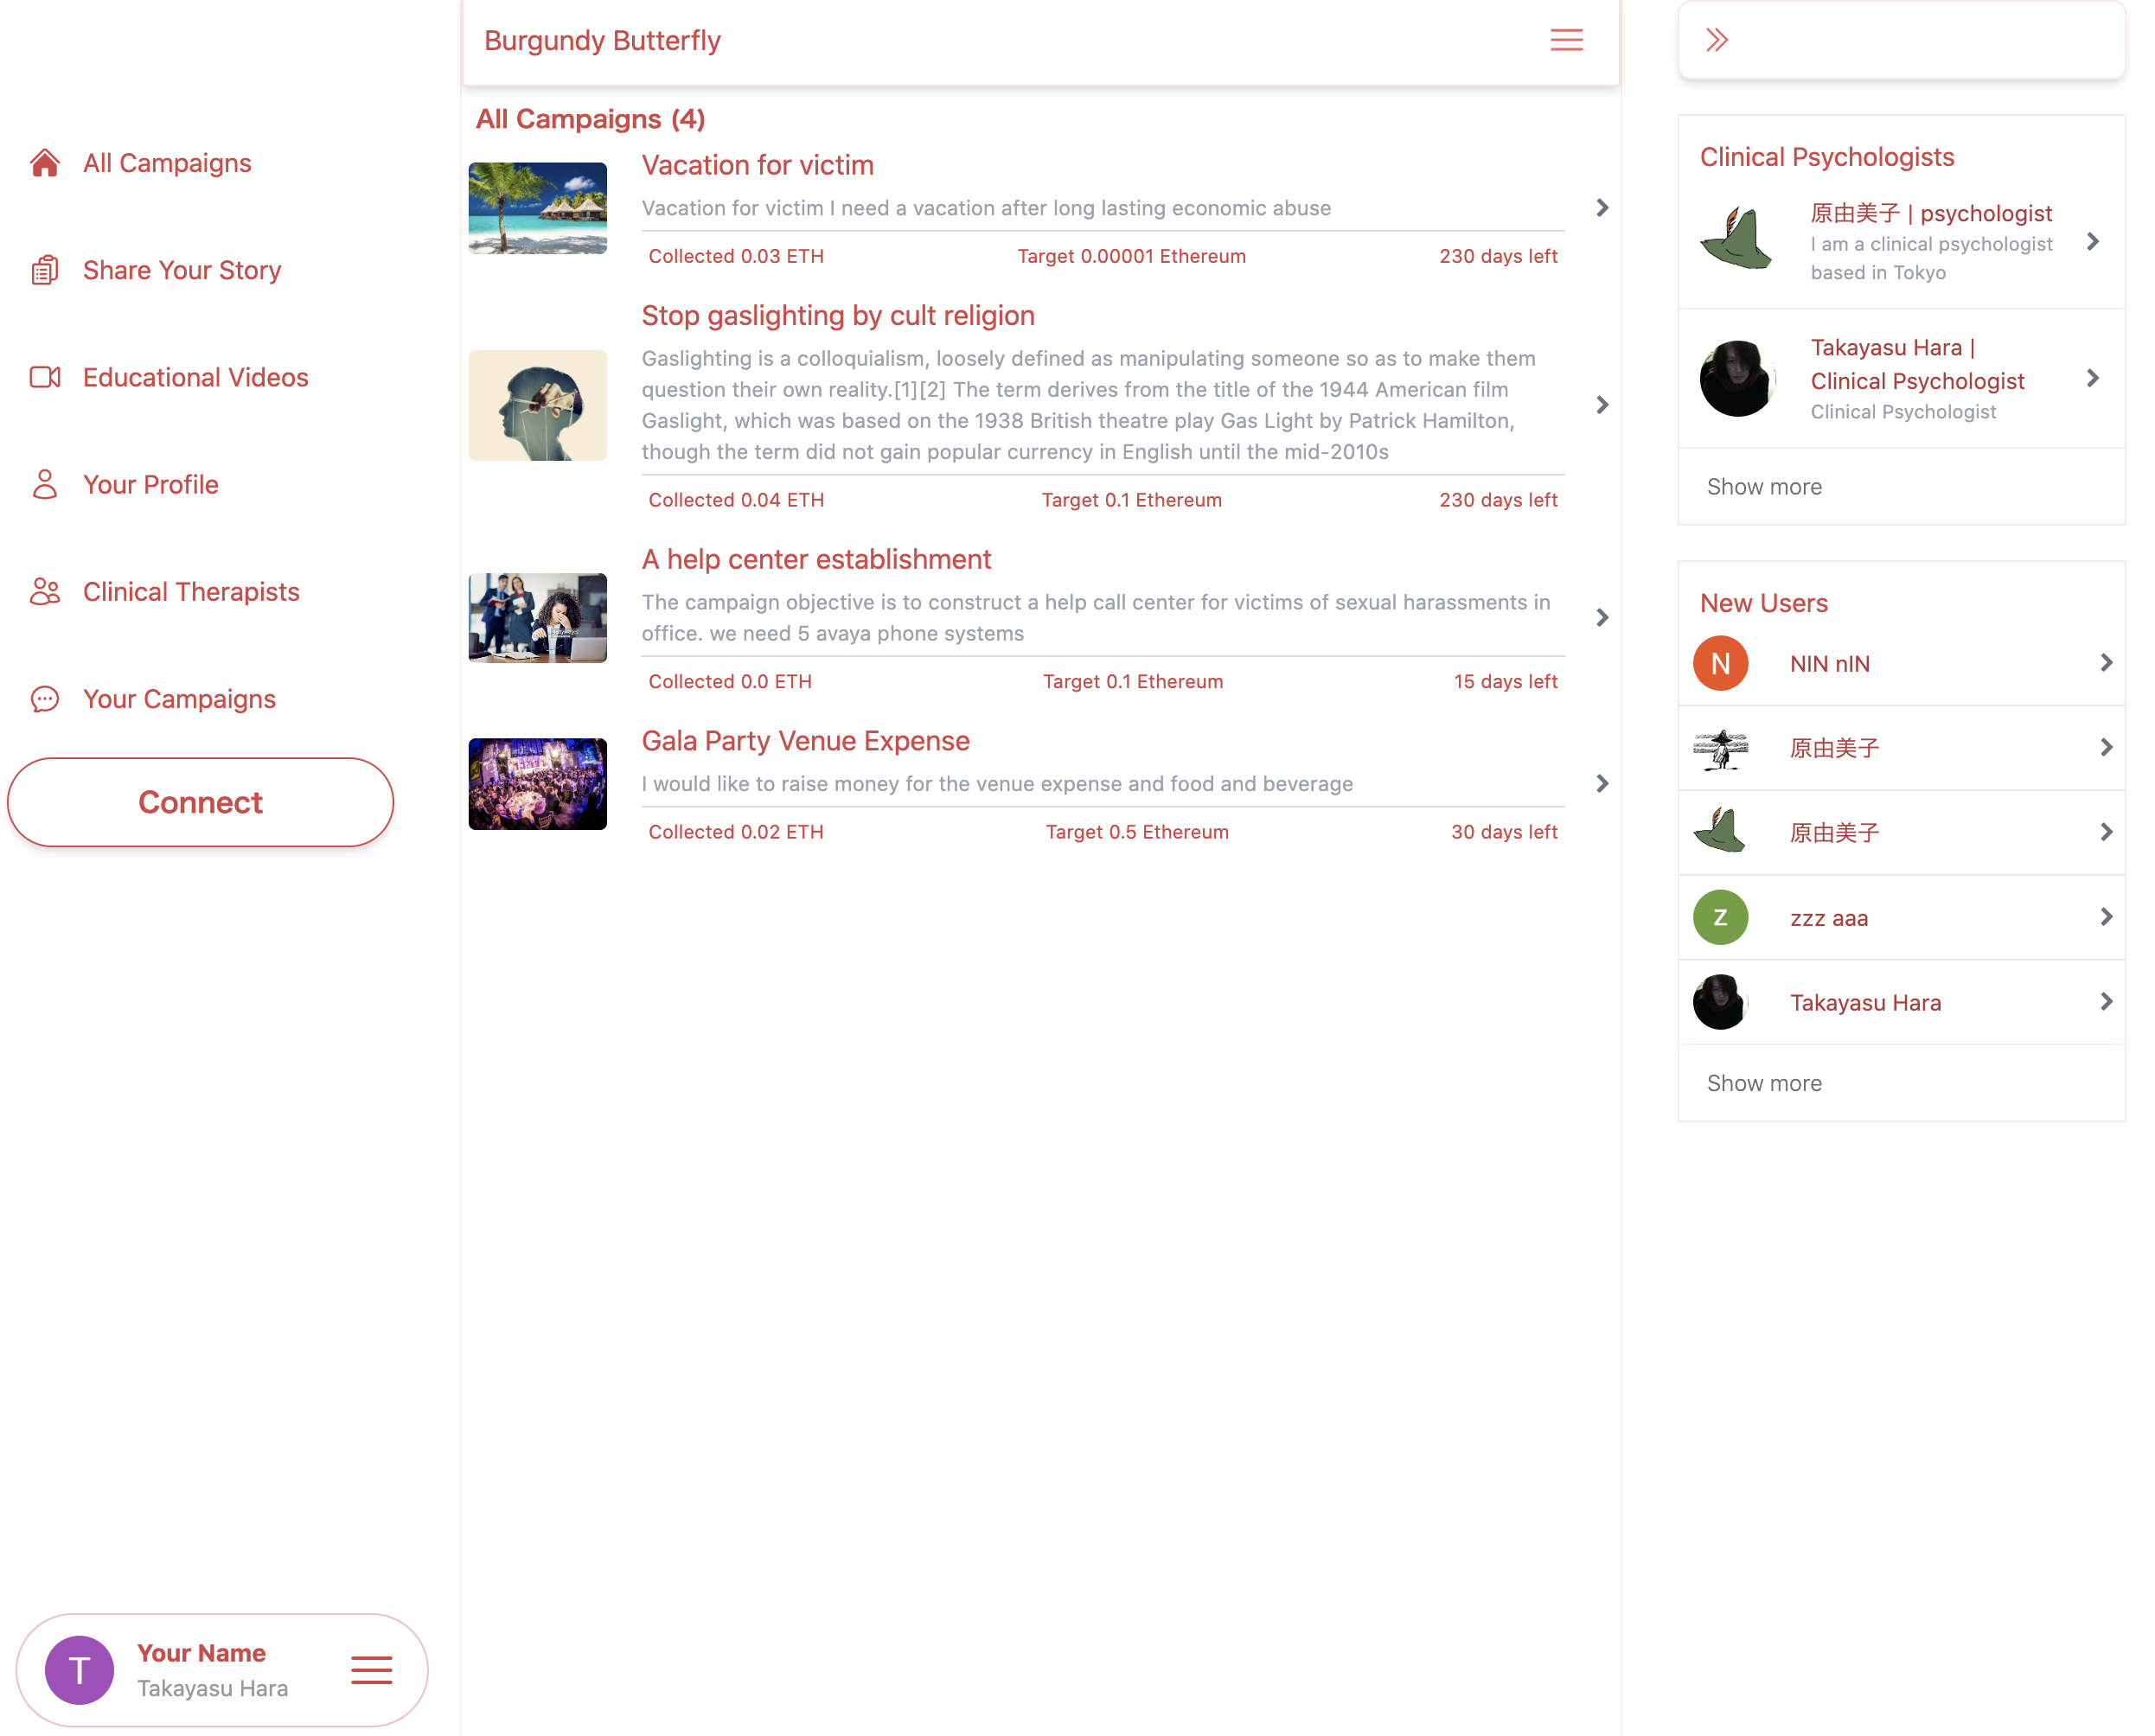 All Campaigns
Share Your Story
Educational Videos
Your Profile
Clinical Therapists
Your Campaigns
Connect
T
Your Name
Takayasu Hara
Burgundy Butterfly
All Campaigns (4)
Vacation for victim
Vacation for victim I need a vacation after long lasting economic abuse
Collected 0.03 ETH
Target 0.00001 Ethereum
230 days left
Stop gaslighting by cult religion
Gaslighting is a colloquialism, loosely defined as manipulating someone so as to make them
question their own reality.[1][2] The term derives from the title of the 1944 American film
Gaslight, which was based on the 1938 British theatre play Gas Light by Patrick Hamilton,
though the term did not gain popular currency in English until the mid-2010s
Collected 0.04 ETH
Target 0.1 Ethereum
230 days left
A help center establishment
The campaign objective is to construct a help call center for victims of sexual harassments in
office. we need 5 avaya phone systems
Collected 0.0 ETH
Target 0.1 Ethereum
15 days left
Gala Party Venue Expense
I would like to raise money for the venue expense and food and beverage
Collected 0.02 ETH
Target 0.5 Ethereum
30 days left
Clinical Psychologists
原由美子 | psychologist
I am a clinical psychologist
based in Tokyo
Takayasu Hara |
Clinical Psychologist
Clinical Psychologist
Show more
New Users
N
NIN nIN
原由美子
原由美子
z
zzz aaa
Takayasu Hara
Show more